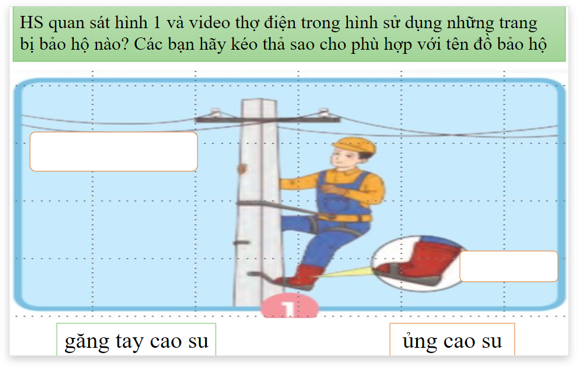 HS quan sát hình 1 và video thợ điện trong hình sử dụng những trang
bị bảo hộ nào? Các bạn hãy kéo thả sao cho phù hợp với tên đồ bảo hộ
1
găng tay cao su
ủng cao su